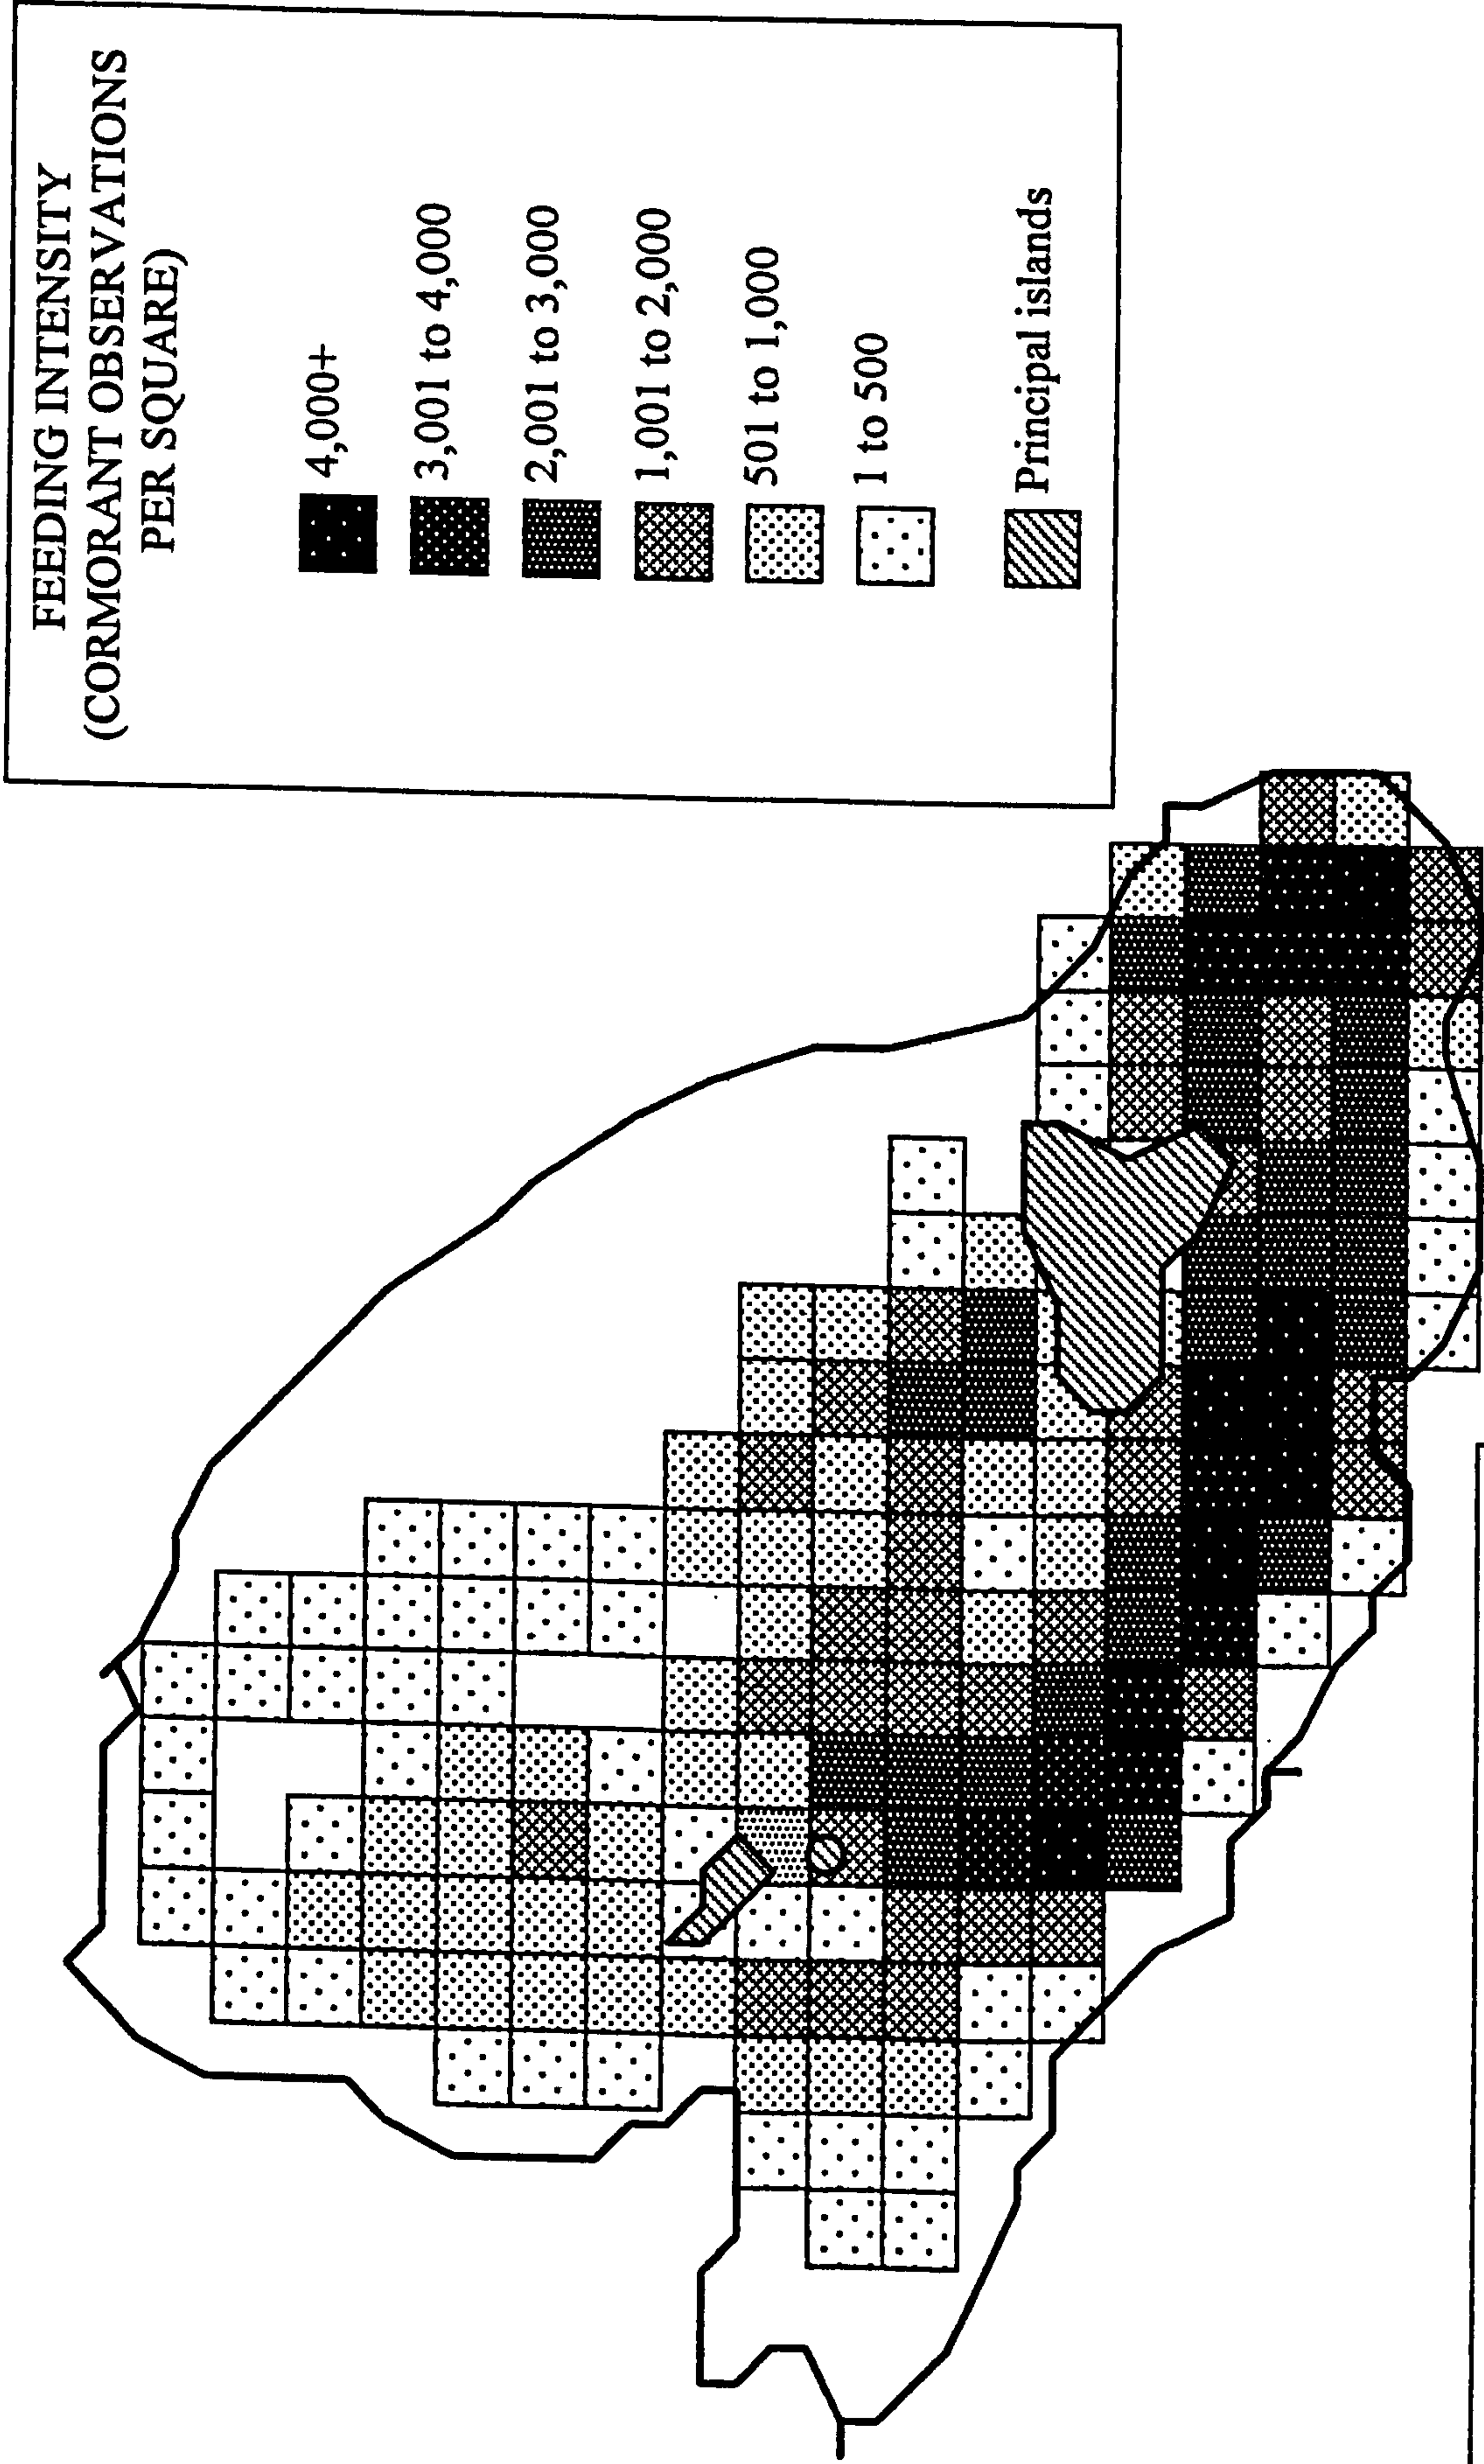 FEEDING INTENSITY
(CORMORANT OBSERVATIONS
PER SQUARE)
4,000+
3,001 to 4,000
2,001 to 3,000
1,001 to 2,000
501 to 1,000
1 to 500
Principal islands